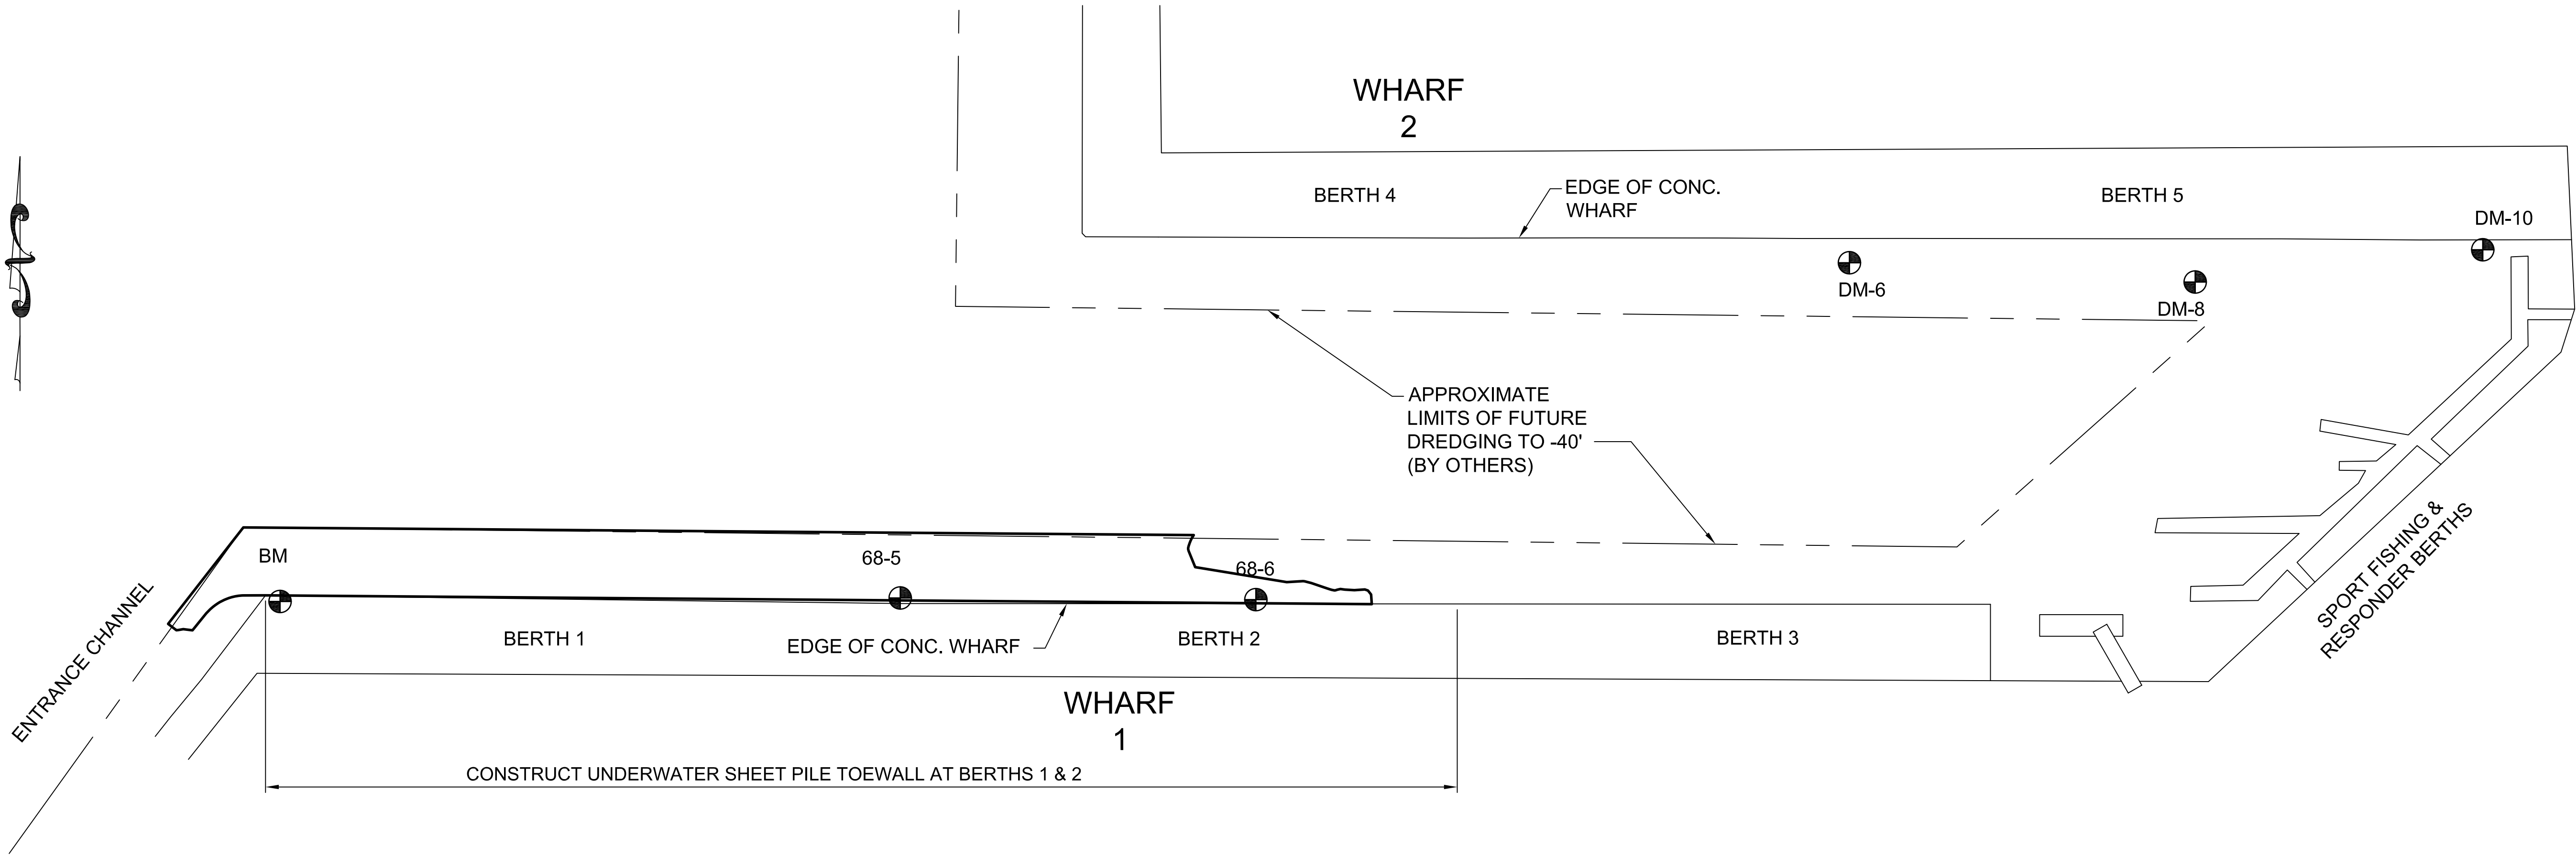 WHARF
2
BERTH 4
EDGE OF CONC.
WHARF
BERTH 5
DM-10
DM-6
DM-8
APPROXIMATE
LIMITS OF FUTURE
DREDGING TO -40'
(BY OTHERS)
BM
68-5
68-6
ENTRANCE CHANNEL
BERTH 1
EDGE OF CONC. WHARF
BERTH 2
BERTH 3
SPORT FISHING &
RESPONDER BERTHS
WHARF
1
CONSTRUCT UNDERWATER SHEET PILE TOEWALL AT BERTHS 1 & 2